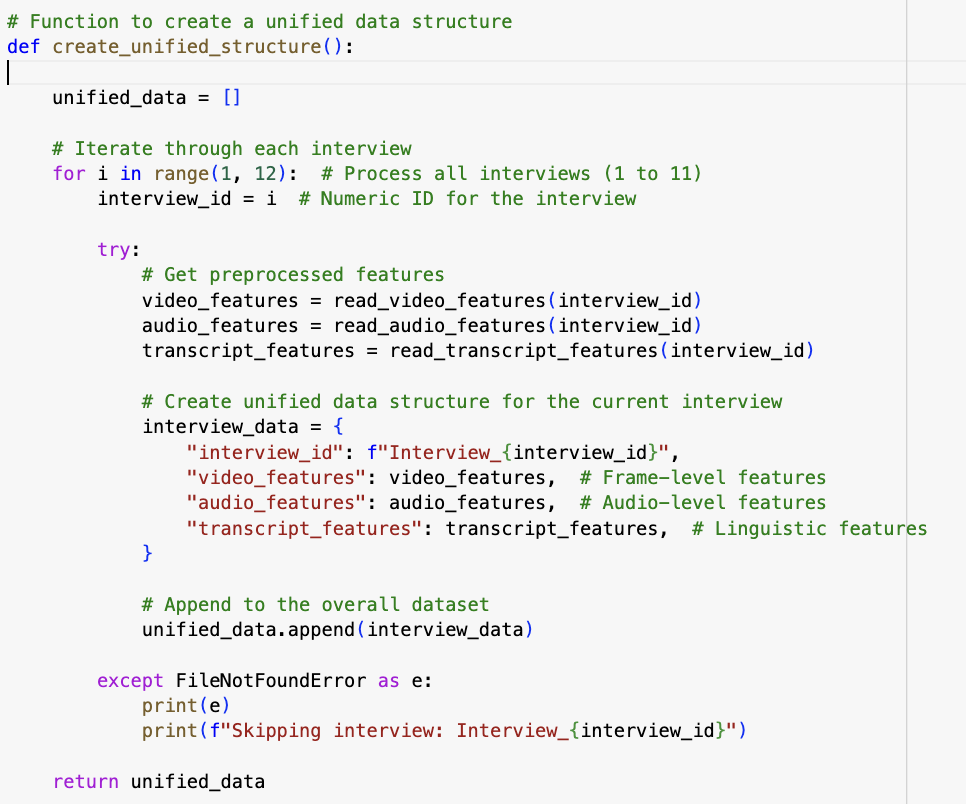 # Function to create a unified data structure
def create_unified_structure():
    unified_data = []
    # Iterate through each interview
    for i in range(1, 12):  # Process all interviews (1 to 11)
        interview_id = i  # Numeric ID for the interview
        try:
            # Get preprocessed features
            video_features = read_video_features(interview_id)
            audio_features = read_audio_features(interview_id)
            transcript_features = read_transcript_features(interview_id)
            # Create unified data structure for the current interview
            interview_data = {
                "interview_id": f"Interview_{interview_id}",
                "video_features": video_features,  # Frame-level features
                "audio_features": audio_features,  # Audio-level features
                "transcript_features": transcript_features,  # Linguistic features
            }
            # Append to the overall dataset
            unified_data.append(interview_data)
        except FileNotFoundError as e:
            print(e)
            print(f"Skipping interview: Interview_{interview_id}")
    return unified_data